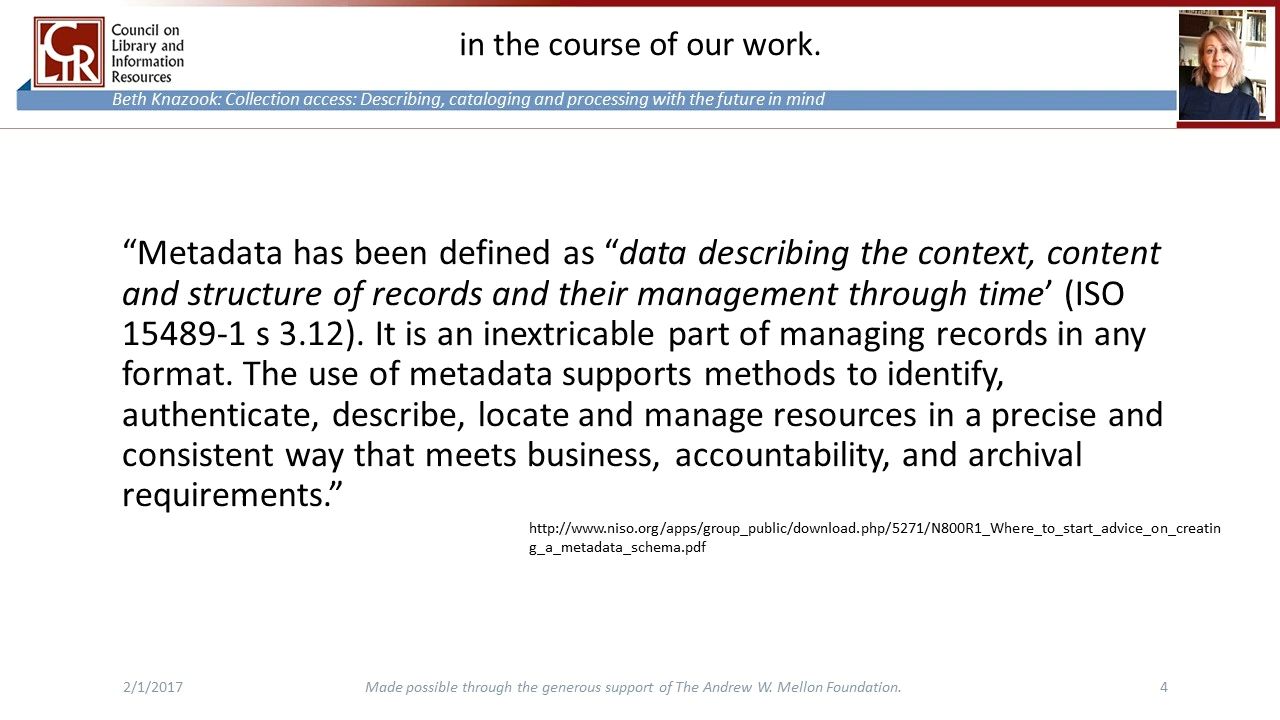 CLIR
Council on
Library and
Information
Resources
in the course of our work.
Beth Knazook: Collection access: Describing, cataloging and processing with the future in mind
“Metadata has been defined as “data describing the context, content
and structure of records and their management through time’ (ISO
15489-1 s 3.12). It is an inextricable part of managing records in any
format. The use of metadata supports methods to identify,
authenticate, describe, locate and manage resources in a precise and
consistent way that meets business, accountability, and archival
requirements.”
http://www.niso.org/apps/group_public/download.php/5271/N800R1_Where_to_start_advice_on_creatin
g_a_metadata_schema.pdf
2/1/2017
Made possible through the generous support of The Andrew W. Mellon Foundation.
4